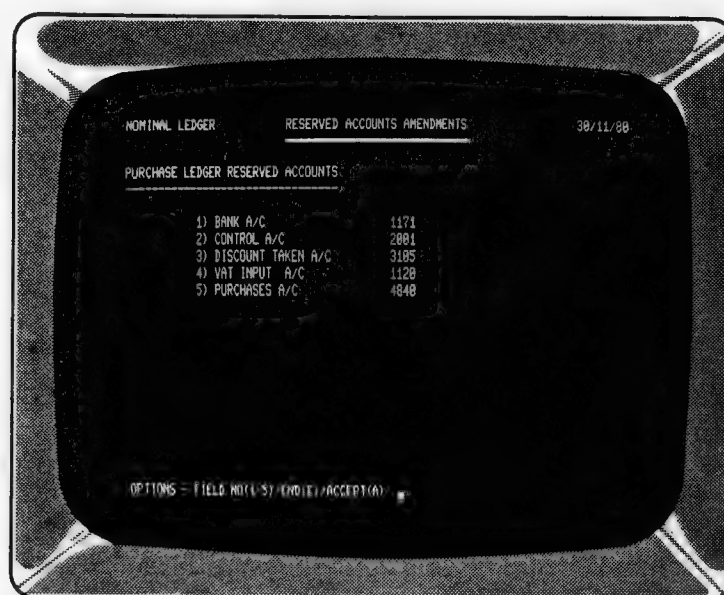 NOMINAL LEDGER RESERVED ACCOUNTS AMENDMENTS 30/11/80
PURCHASE LEDGER RESERVED ACCOUNTS
1) BANK A/C 1171
2) CONTROL A/C 2001
3) DISCOUNT TAKEN A/C 3105
4) VAT INPUT A/C 1120
5) PURCHASES A/C 4040
OPTIONS = FIELD NO(1-5)/END(E)/ACCEPT(A)